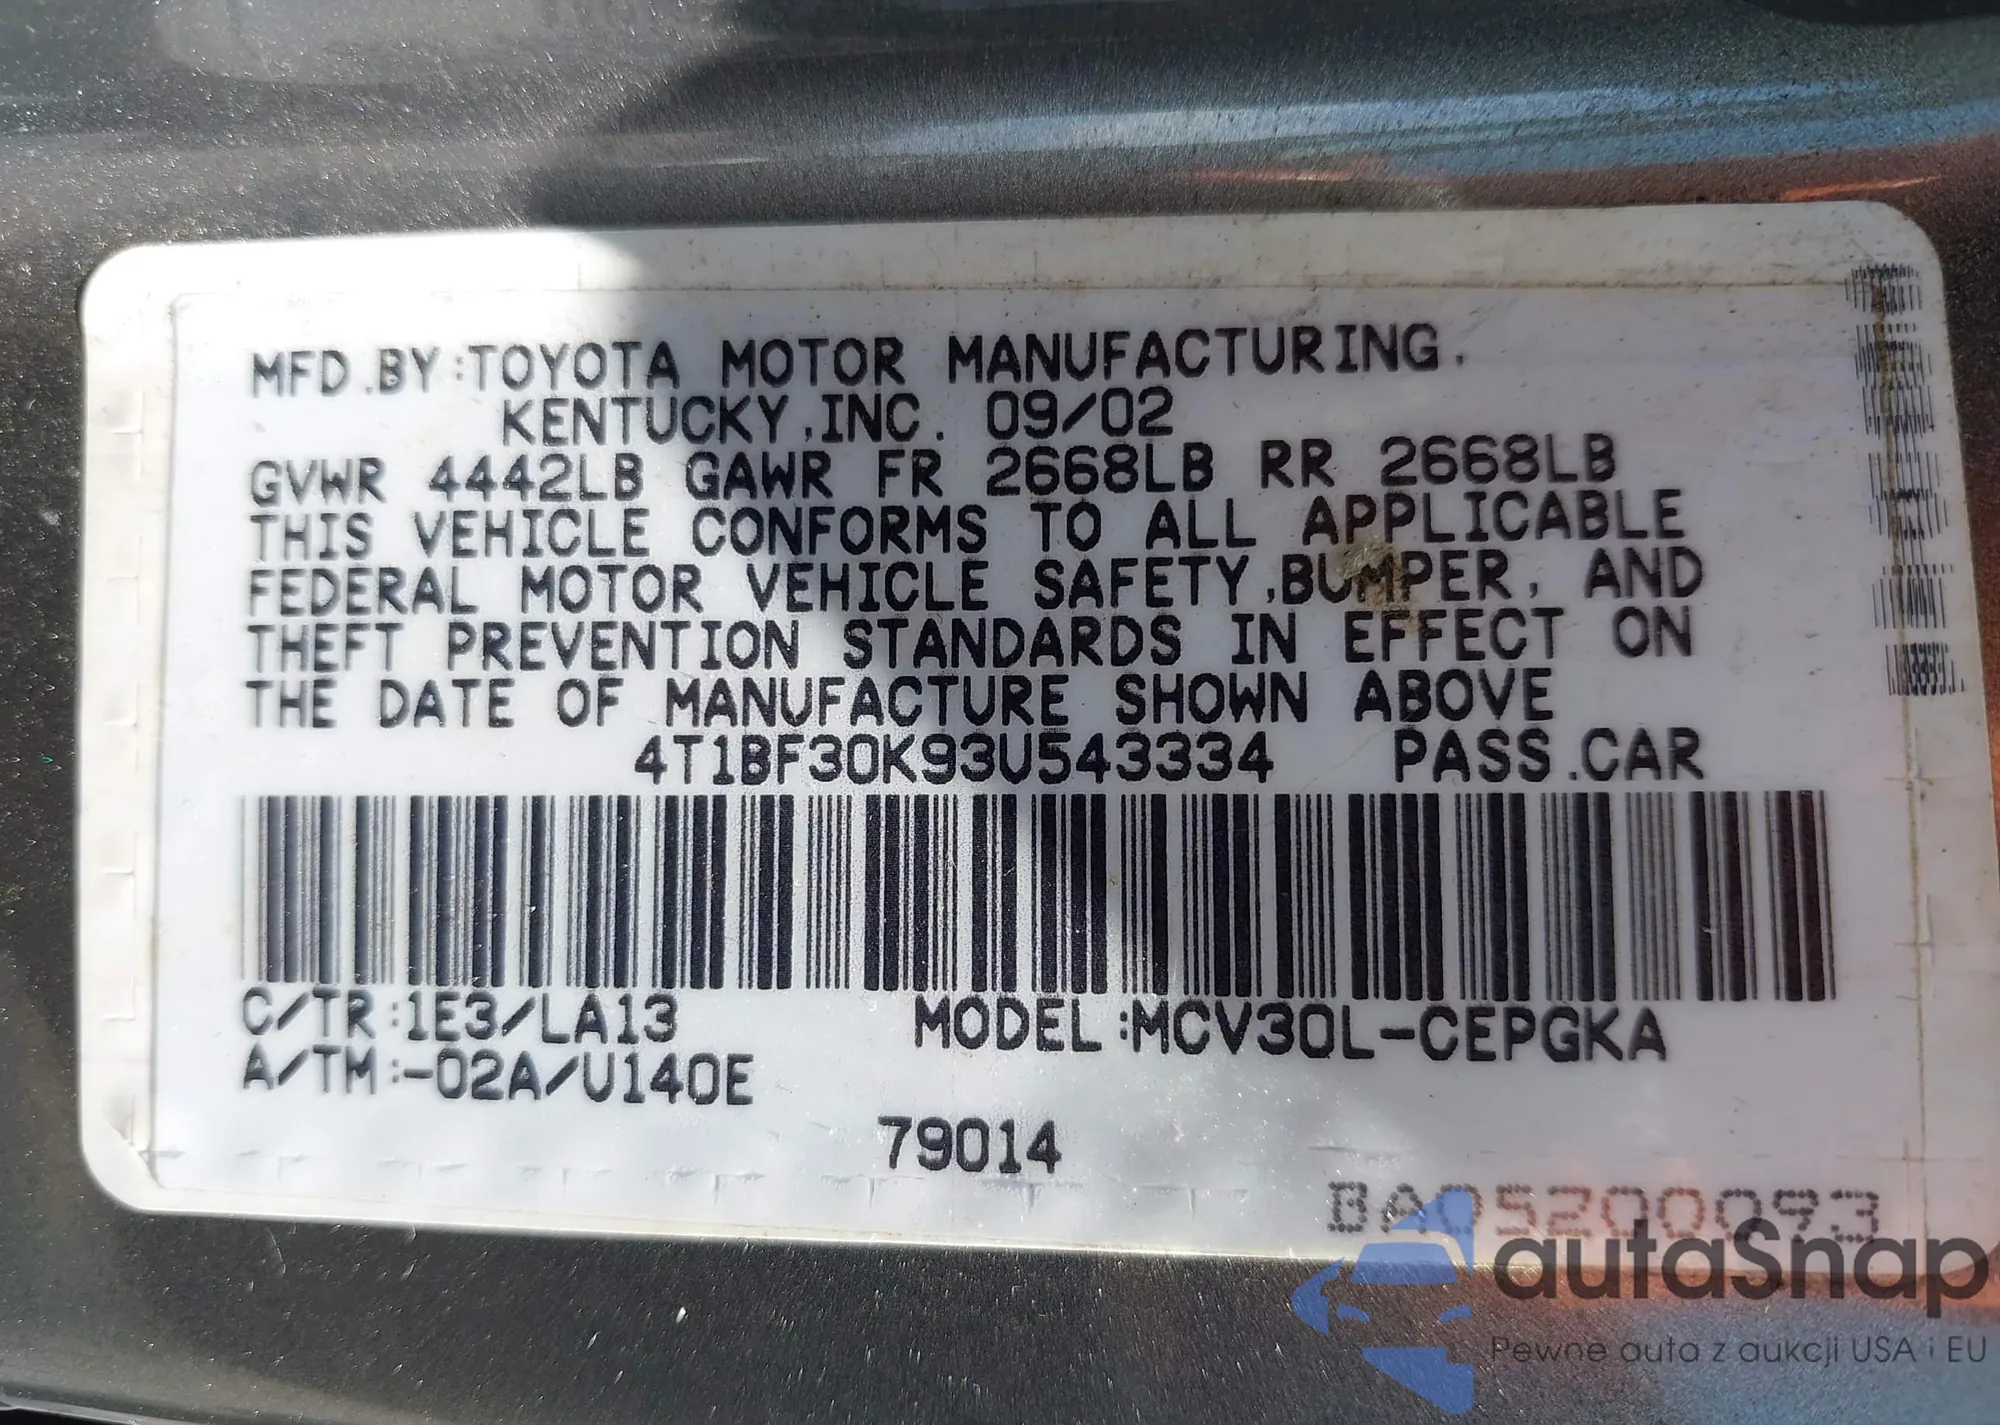 MFD.BY:TOYOTA MOTOR MANUFACTURING.
KENTUCKY,INC. 09/02
GVWR 4442LB GAWR FR 2668LB RR 2668LB
THIS VEHICLE CONFORMS TO ALL APPLICABLE
FEDERAL MOTOR VEHICLE SAFETY,BUMPER, AND
THEFT PREVENTION STANDARDS IN EFFECT ON
THE DATE OF MANUFACTURE SHOWN ABOVE
4T1BF30K93U543334 PASS.CAR
C/TR:1E3/LA13 MODEL:MCV30L-CEPGKA
A/TM:-02A/U140E
79014
BA05200093
autaSnap
Pewne auta z aukcji USA i EU